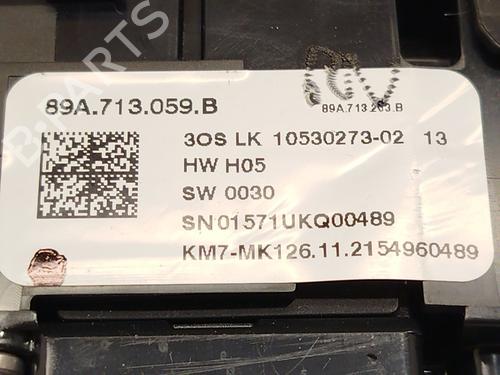 B-PARTS
89A.713.059.B
89A.713.203.B
3OS LK 10530273-02 13
HW H05
SW 0030
SN01571UKQ00489
KM7-MK126.11.2154960489